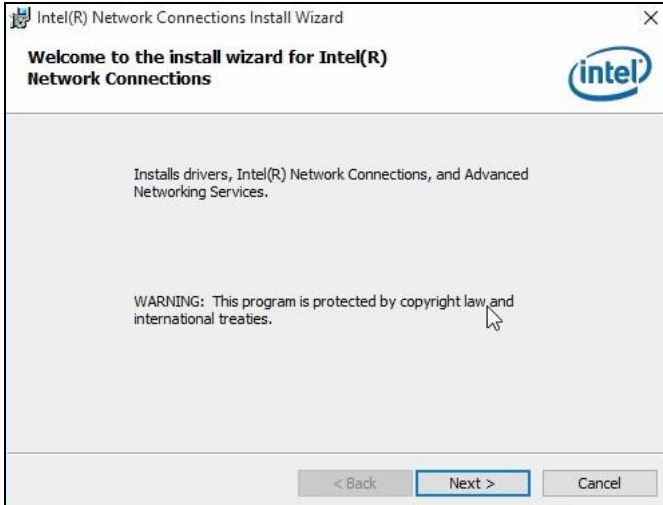 Intel(R) Network Connections Install Wizard
Welcome to the install wizard for Intel(R)
Network Connections
intel
Installs drivers, Intel(R) Network Connections, and Advanced
Networking Services.
WARNING:  This program is protected by copyright law and
international treaties.
< Back
Next >
Cancel